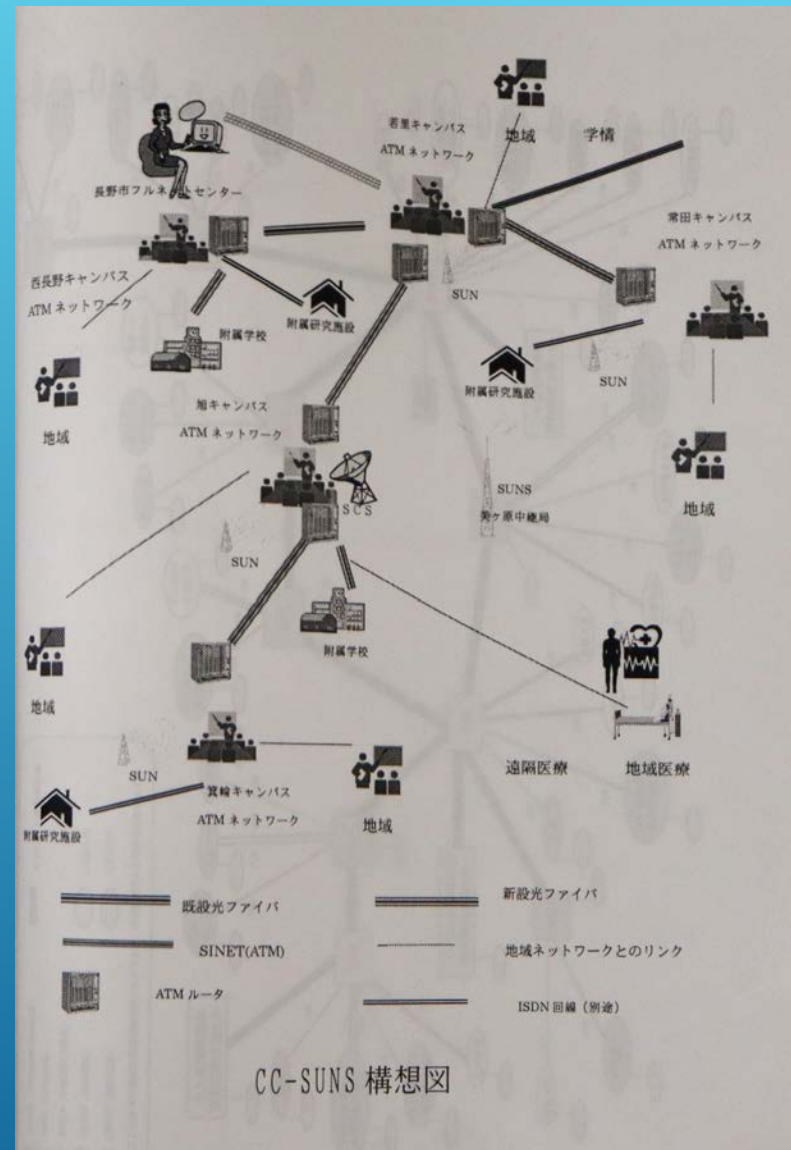 若里キャンパス
ATM ネットワーク
地域
学情
長野市フルネットセンター
常田キャンパス
ATM ネットワーク
西長野キャンパス
ATM ネットワーク
SUN
附属学校
附属研究施設
附属研究施設
SUN
地域
旭キャンパス
ATM ネットワーク
地域
SCS
SUNS
美ヶ原中継局
SUN
附属学校
地域
SUN
箕輪キャンパス
ATM ネットワーク
地域
附属研究施設
遠隔医療
地域医療
既設光ファイバ
新設光ファイバ
SINET(ATM)
地域ネットワークとのリンク
ATM ルータ
ISDN 回線（別途）
CC-SUNS 構想図